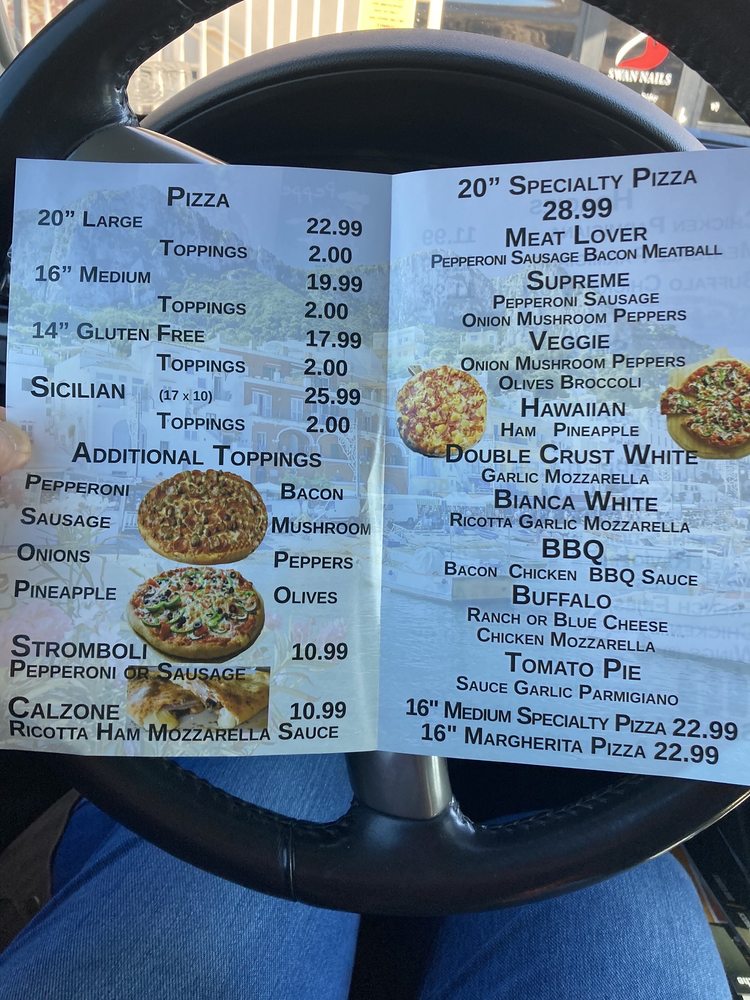 SWAN NAILS
PIZZA
20" LARGE 22.99
TOPPINGS 2.00
16" MEDIUM 19.99
TOPPINGS 2.00
14" GLUTEN FREE 17.99
TOPPINGS 2.00
SICILIAN (17 x 10) 25.99
TOPPINGS 2.00
ADDITIONAL TOPPINGS
PEPPERONI BACON
SAUSAGE MUSHROOM
ONIONS PEPPERS
PINEAPPLE OLIVES
STROMBOLI 10.99
PEPPERONI OR SAUSAGE
CALZONE 10.99
RICOTTA HAM MOZZARELLA SAUCE
20" SPECIALTY PIZZA
28.99
MEAT LOVER
PEPPERONI SAUSAGE BACON MEATBALL
SUPREME
PEPPERONI SAUSAGE
ONION MUSHROOM PEPPERS
VEGGIE
ONION MUSHROOM PEPPERS
OLIVES BROCCOLI
HAWAIIAN
HAM PINEAPPLE
DOUBLE CRUST WHITE
GARLIC MOZZARELLA
BIANCA WHITE
RICOTTA GARLIC MOZZARELLA
BBQ
BACON CHICKEN BBQ SAUCE
BUFFALO
RANCH OR BLUE CHEESE
CHICKEN MOZZARELLA
TOMATO PIE
SAUCE GARLIC PARMIGIANO
16" MEDIUM SPECIALTY PIZZA 22.99
16" MARGHERITA PIZZA 22.99